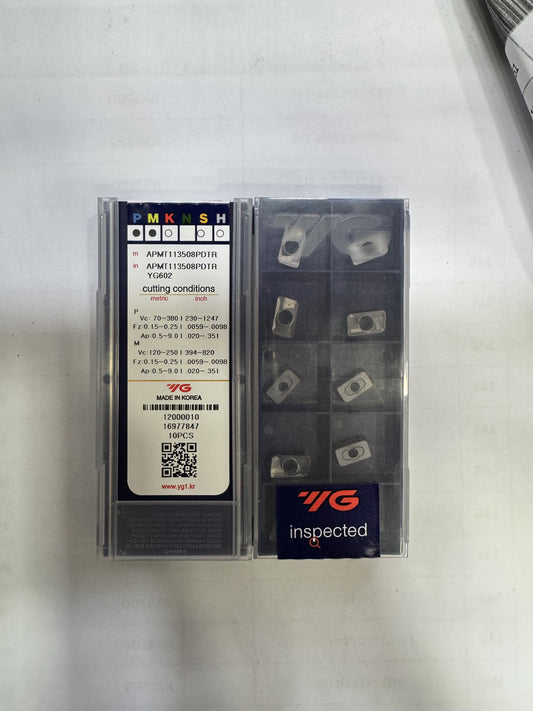 P M K N S H
m APMT113508PDTR
in APMT113508PDTR
YG602
cutting conditions
metric inch
P
Vc: 70~380 I 230~1247
Fz:0.15~0.25 I .0059~.0098
Ap:0.5~9.0 I .020~.351
M
Vc:120~250 I 394~820
Fz:0.15~0.25 I .0059~.0098
Ap:0.5~9.0 I .020~.351
YG
MADE IN KOREA
12000010
16977847
10PCS
www.yg1.kr
YG
YG
inspected